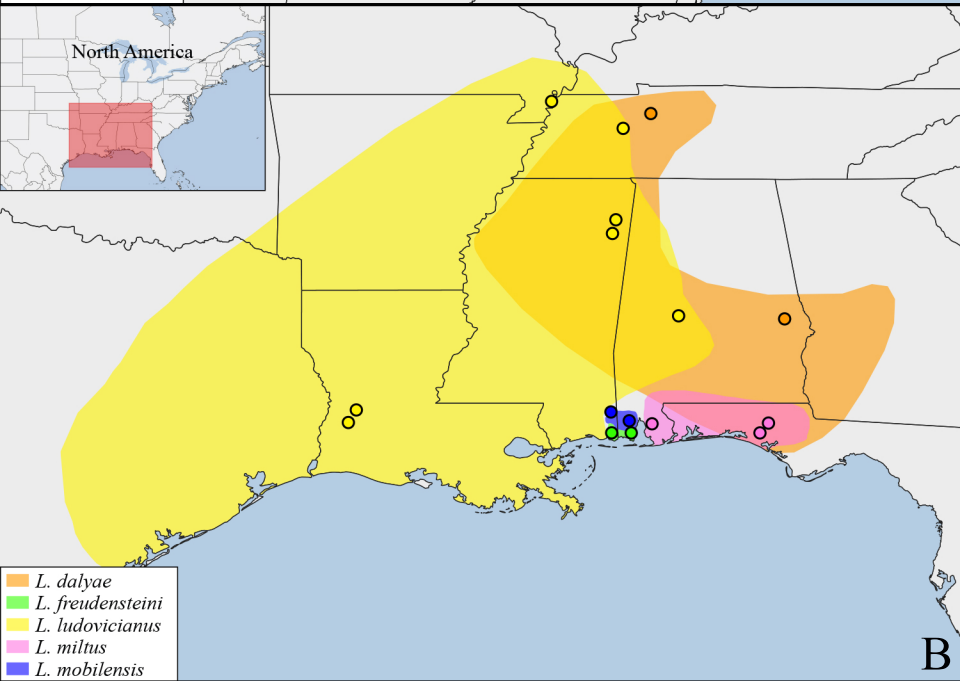 North America
L. dalyae
L. freudensteini
L. ludovicianus
L. miltus
L. mobilensis
B